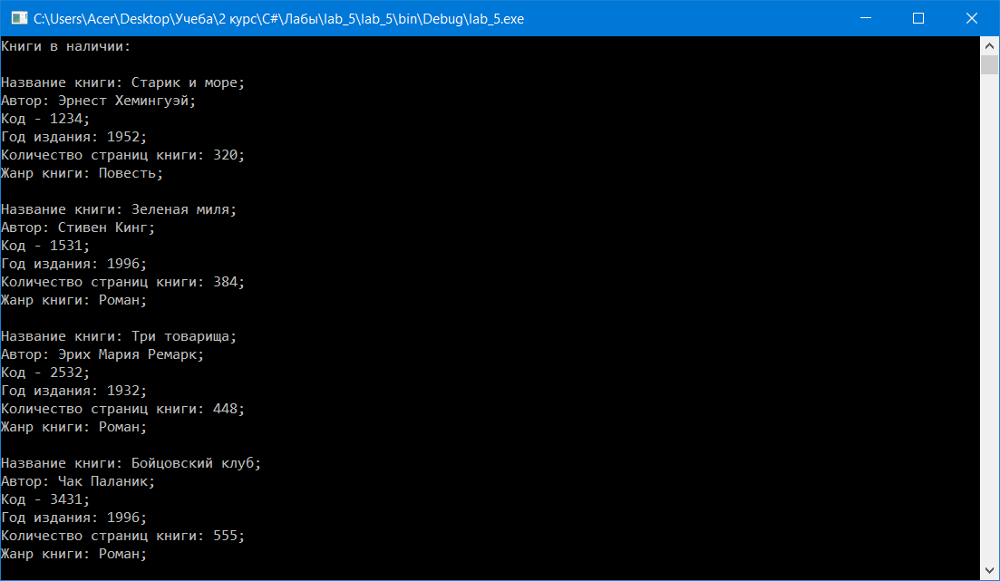 C:\Users\Acer\Desktop\Учеба\2 курс\C#\Лабы\lab_5\lab_5\bin\Debug\lab_5.exe
Книги в наличии:
Название книги: Старик и море;
Автор: Эрнест Хемингуэй;
Код - 1234;
Год издания: 1952;
Количество страниц книги: 320;
Жанр книги: Повесть;
Название книги: Зеленая миля;
Автор: Стивен Кинг;
Код - 1531;
Год издания: 1996;
Количество страниц книги: 384;
Жанр книги: Роман;
Название книги: Три товарища;
Автор: Эрих Мария Ремарк;
Код - 2532;
Год издания: 1932;
Количество страниц книги: 448;
Жанр книги: Роман;
Название книги: Бойцовский клуб;
Автор: Чак Паланик;
Код - 3431;
Год издания: 1996;
Количество страниц книги: 555;
Жанр книги: Роман;